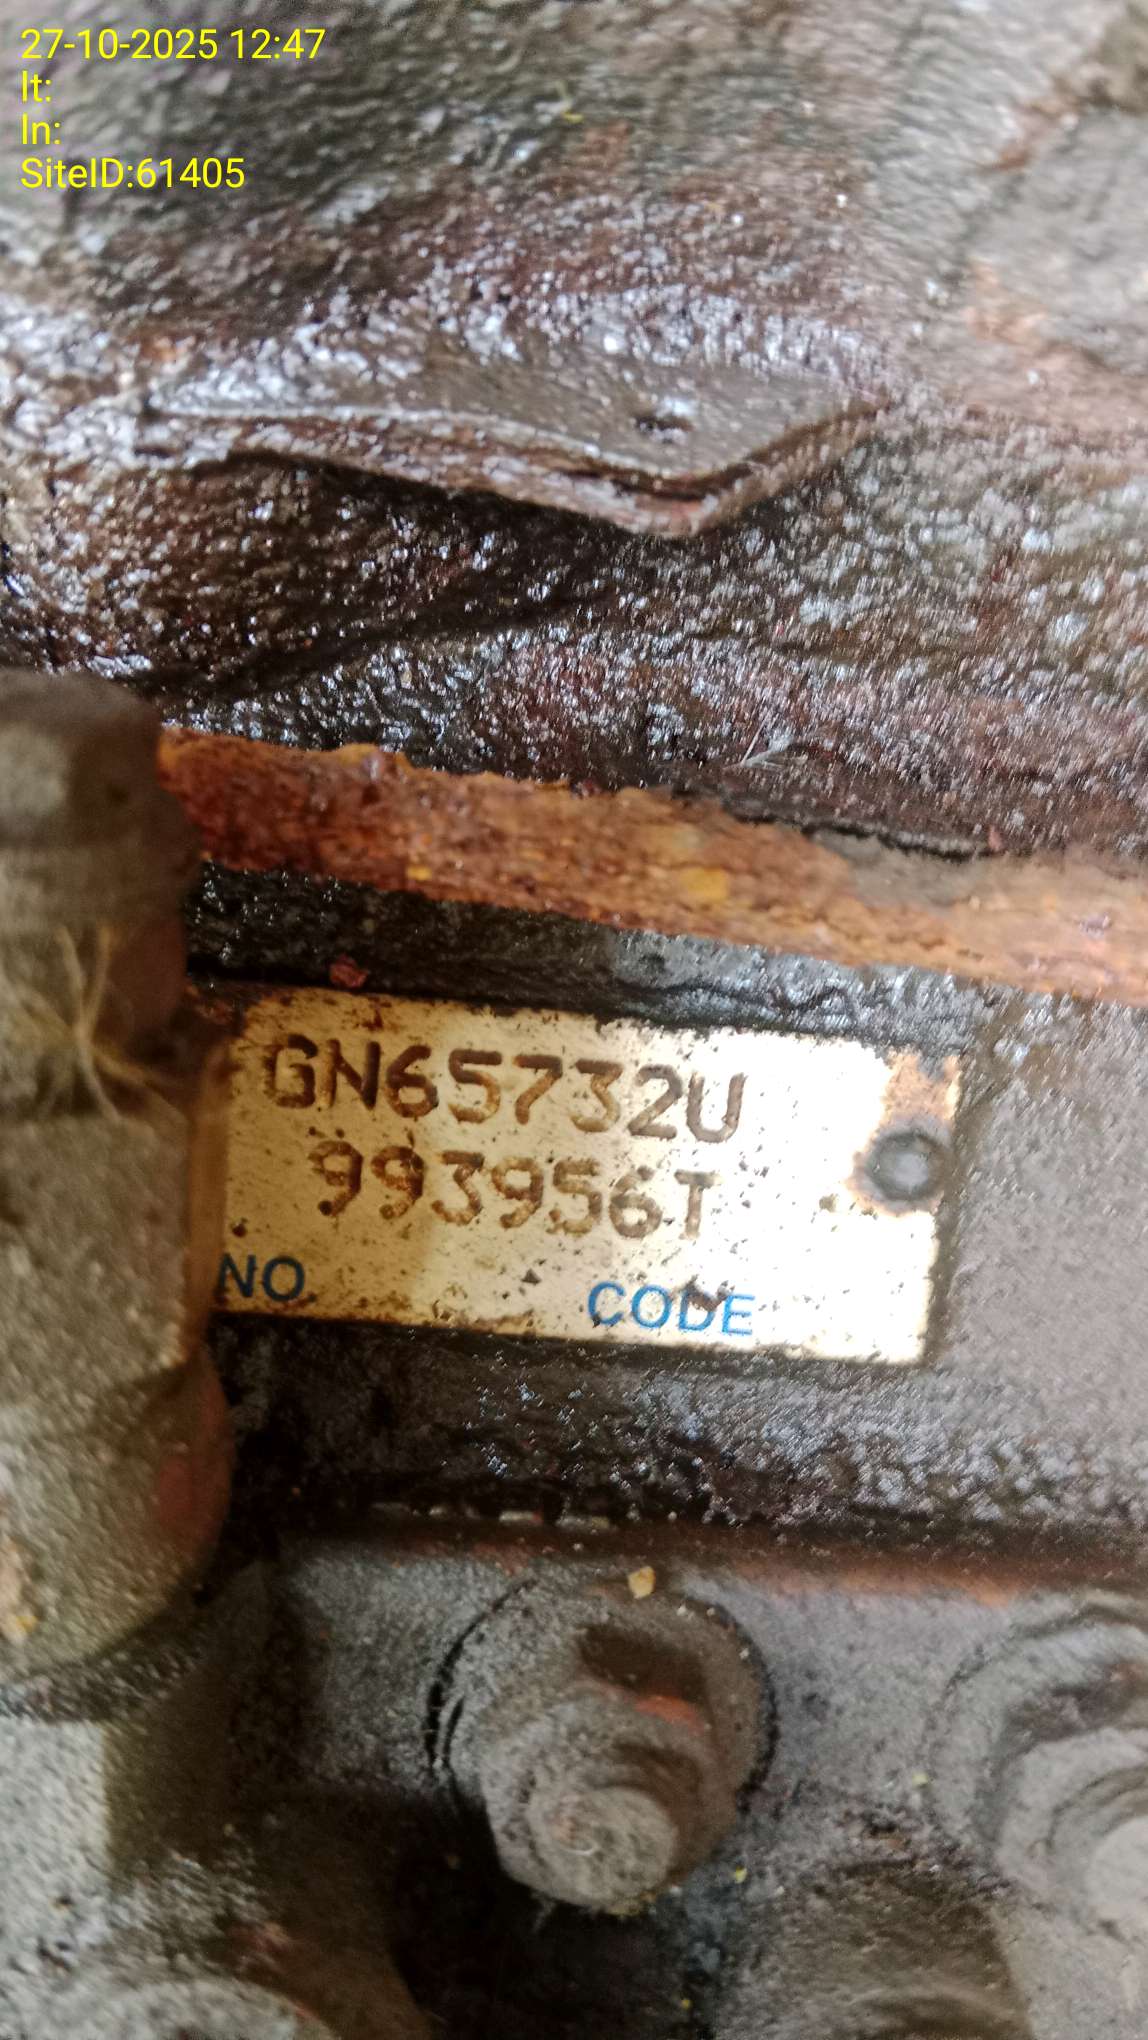 27-10-2025 12:47
lt:
ln:
SiteID:61405
GN65732U
993956T
NO.
CODE